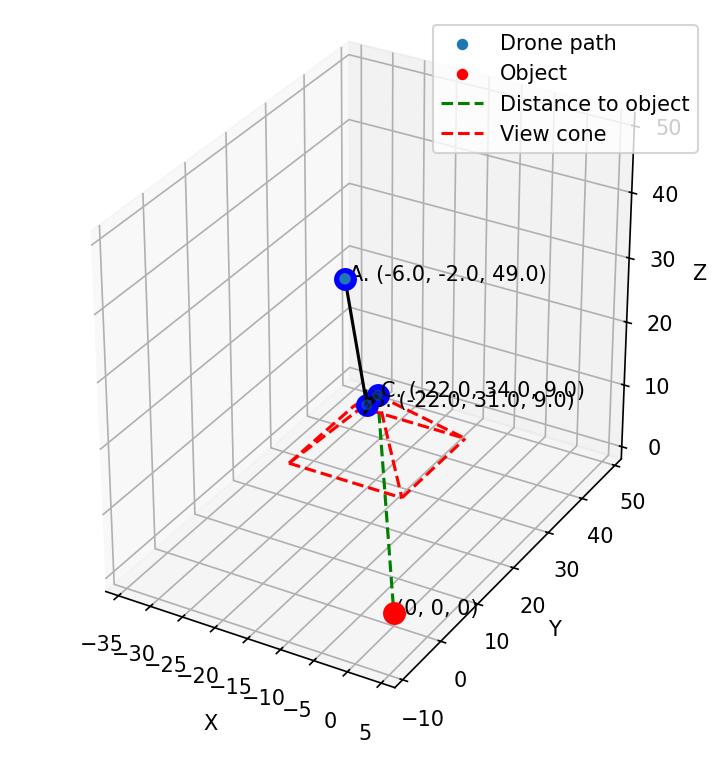 Drone path
Object
Distance to object
View cone
50
40
30
20
10
0
Z
A. (-6.0, -2.0, 49.0)
C. (-22.0, 34.0, 9.0)
(-22.0, 31.0, 9.0)
(0, 0, 0)
50
40
30
20
10
0
−10
Y
−35
−30
−25
−20
−15
−10
−5
0
5
X